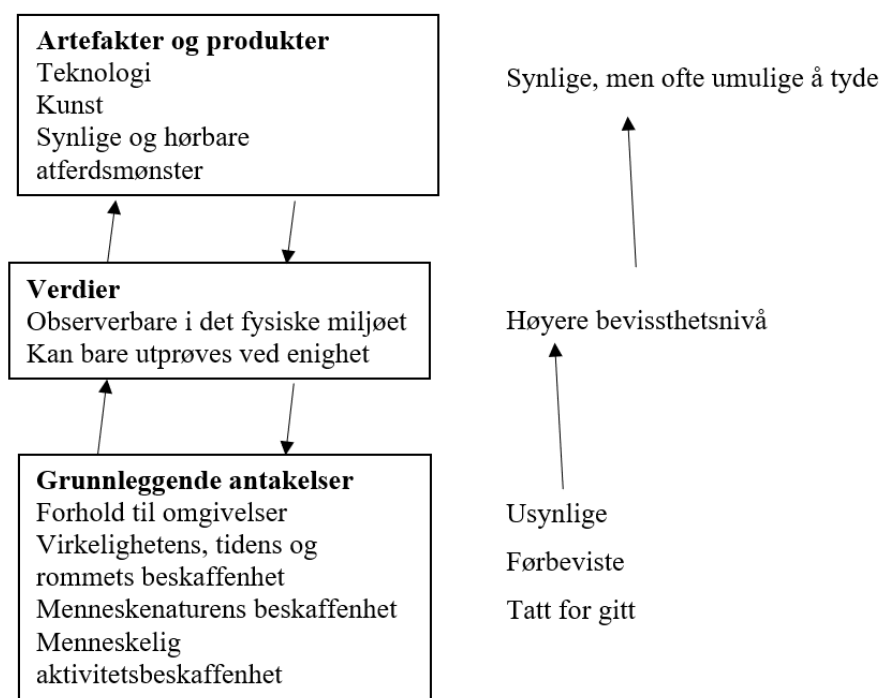 Artefakter og produkter
Teknologi
Kunst
Synlige og hørbare
atferdsmønster
Synlige, men ofte umulige å tyde
Verdier
Observerbare i det fysiske miljøet
Kan bare utprøves ved enighet
Høyere bevissthetsnivå
Grunnleggende antakelser
Forhold til omgivelser
Virkelighetens, tidens og
rommets beskaffenhet
Menneskenaturens beskaffenhet
Menneskelig
aktivitetsbeskaffenhet
Usynlige
Førbeviste
Tatt for gitt